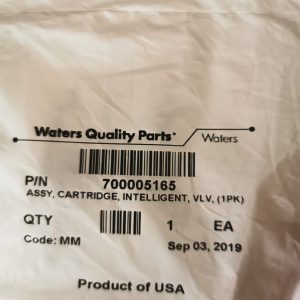 Waters Quality Parts® Waters
P/N 700005165
ASSY, CARTRIDGE, INTELLIGENT, VLV, (1PK)
QTY 1 EA
Code: MM Sep 03, 2019
Product of USA